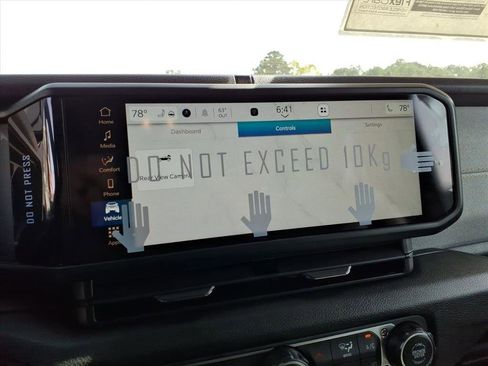 78° 63° OUT 6:41 78°
Home
Dashboard Controls Settings
Media
DO NOT EXCEED 10Kg
Comfort
Rear View Camera
Phone
DO NOT PRESS
Vehicle
Apps